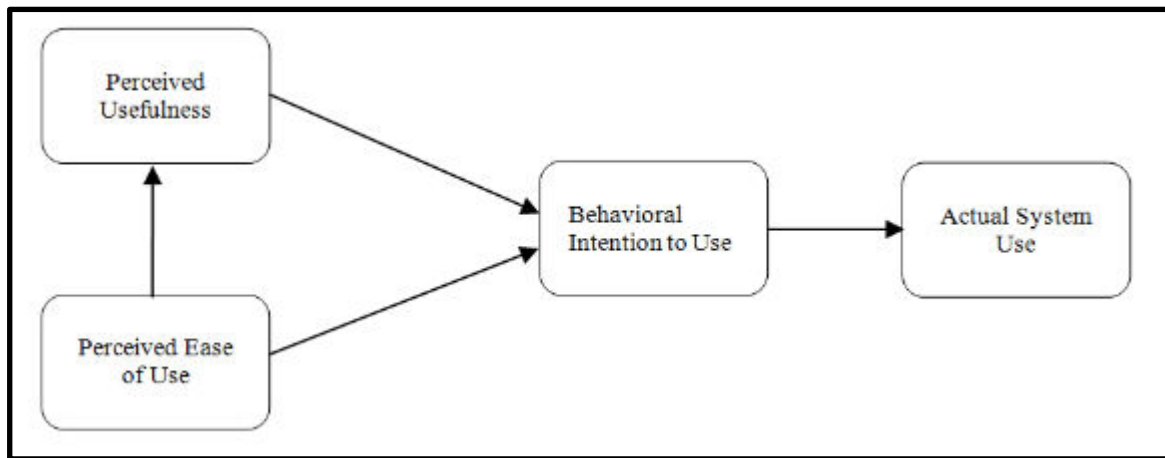 Perceived
Usefulness
Behavioral
Intention to Use
Actual System
Use
Perceived Ease
of Use